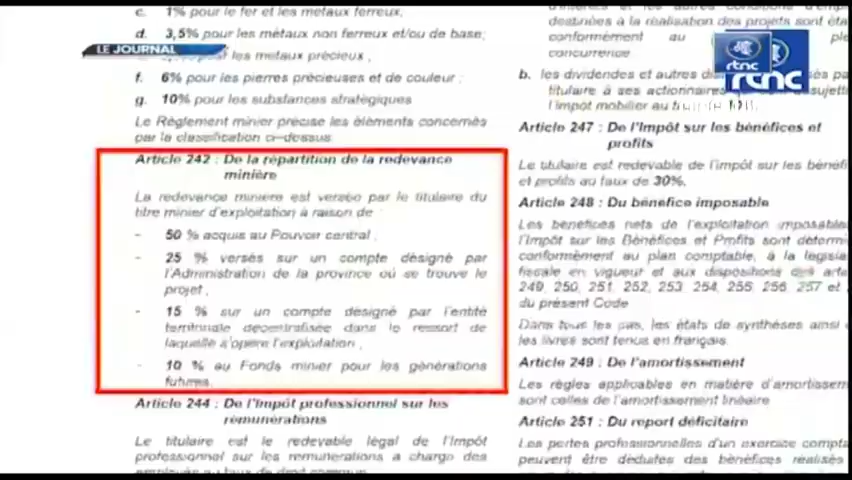 c. 1% pour le fer et les métaux ferreux,
d. 3,5% pour les métaux non ferreux et/ou de base;
LE JOURNAL
les métaux précieux ;
f. 6% pour les pierres précieuses et de couleur ;
g. 10% pour les substances stratégiques
Le Règlement minier précise les éléments concernés
par la classification ci-dessus
Article 242 : De la répartition de la redevance
minière
La redevance minière est versée par le titulaire du
titre minier d'exploitation à raison de :
- 50 % acquis au Pouvoir central ;
- 25 % versés sur un compte désigné par
l'Administration de la province où se trouve le
projet ;
- 15 % sur un compte désigné par l'entité
territoriale décentralisée dans le ressort de
laquelle s'opère l'exploitation ;
- 10 % au Fonds minier pour les générations
futures.
Article 244 : De l'Impôt professionnel sur les
rémunérations
Le titulaire est le redevable légal de l'Impôt
professionnel sur les rémunérations à charge des
employés au taux de droit commun
destinées à la réalisation des projets sont
conformément au
concurrence.
rtnc
rtnc
b. les dividendes et autres
titulaire à ses actionnaires
l'impôt mobilier au
Article 247 : De l'Impôt sur les bénéfices et
profits
Le titulaire est redevable de l'impôt sur les
et profits au taux de 30%.
Article 248 : Du bénéfice imposable
Les bénéfices nets de l'exploitation
l'Impôt sur les Bénéfices et Profits sont
conformément au plan comptable, à la
fiscale en vigueur et aux dispositions des
249, 250, 251, 252, 253, 254, 255, 256, 257 et
du présent Code
Dans tous les cas, les états de synthèses ainsi
les livres sont tenus en français.
Article 249 : De l'amortissement
Les règles applicables en matière
sont celles de l'amortissement linéaire
Article 251 : Du report déficitaire
Les pertes professionnelles d'un exercice
peuvent être déduites des bénéfices réalisés